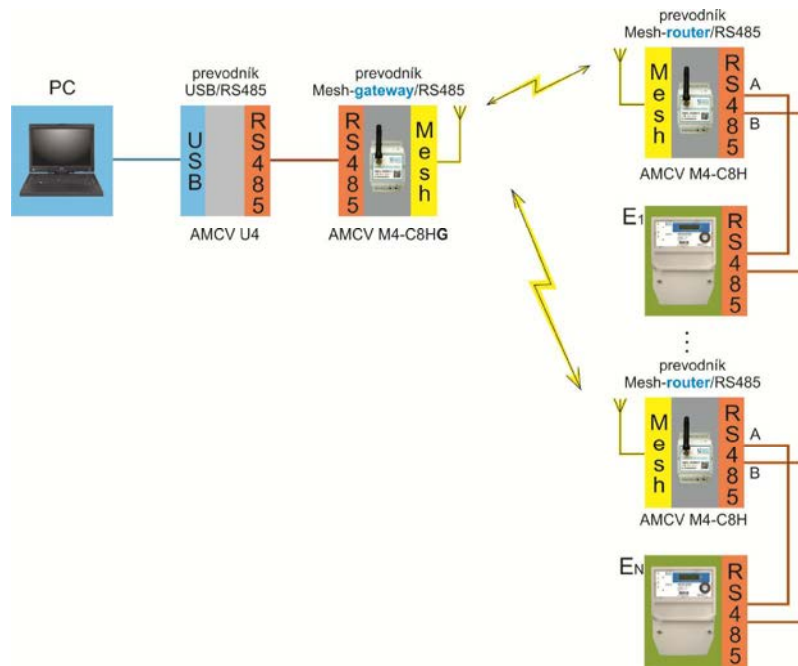 PC
prevodník
USB/RS485
USB
RS485
AMCV U4
prevodník
Mesh-gateway/RS485
RS485
Mesh
AMCV M4-C8HG
prevodník
Mesh-router/RS485
Mesh
RS485
A
B
AMCV M4-C8H
E1
RS485
prevodník
Mesh-router/RS485
Mesh
RS485
A
B
AMCV M4-C8H
EN
RS485